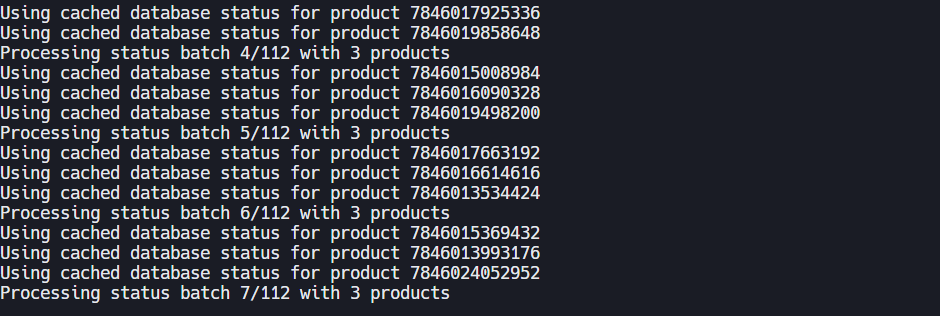 Using cached database status for product 7846017925336
Using cached database status for product 7846019858648
Processing status batch 4/112 with 3 products
Using cached database status for product 7846015008984
Using cached database status for product 7846016090328
Using cached database status for product 7846019498200
Processing status batch 5/112 with 3 products
Using cached database status for product 7846017663192
Using cached database status for product 7846016614616
Using cached database status for product 7846013534424
Processing status batch 6/112 with 3 products
Using cached database status for product 7846015369432
Using cached database status for product 7846013993176
Using cached database status for product 7846024052952
Processing status batch 7/112 with 3 products